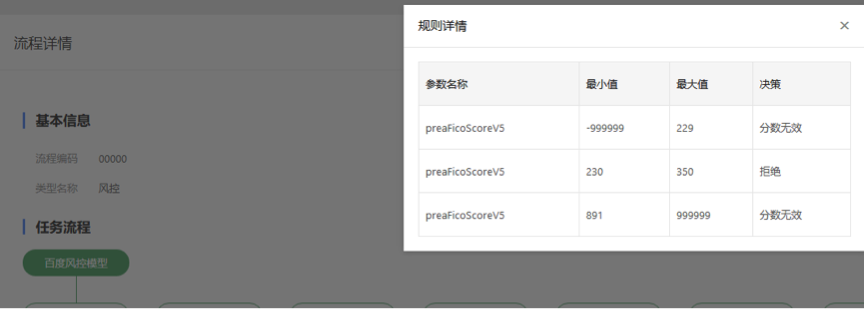 流程详情
基本信息
流程编码 00000
类型名称 风控
任务流程
百度风控模型
规则详情 ×
参数名称 最小值 最大值 决策
preaFicoScoreV5 -999999 229 分数无效
preaFicoScoreV5 230 350 拒绝
preaFicoScoreV5 891 999999 分数无效